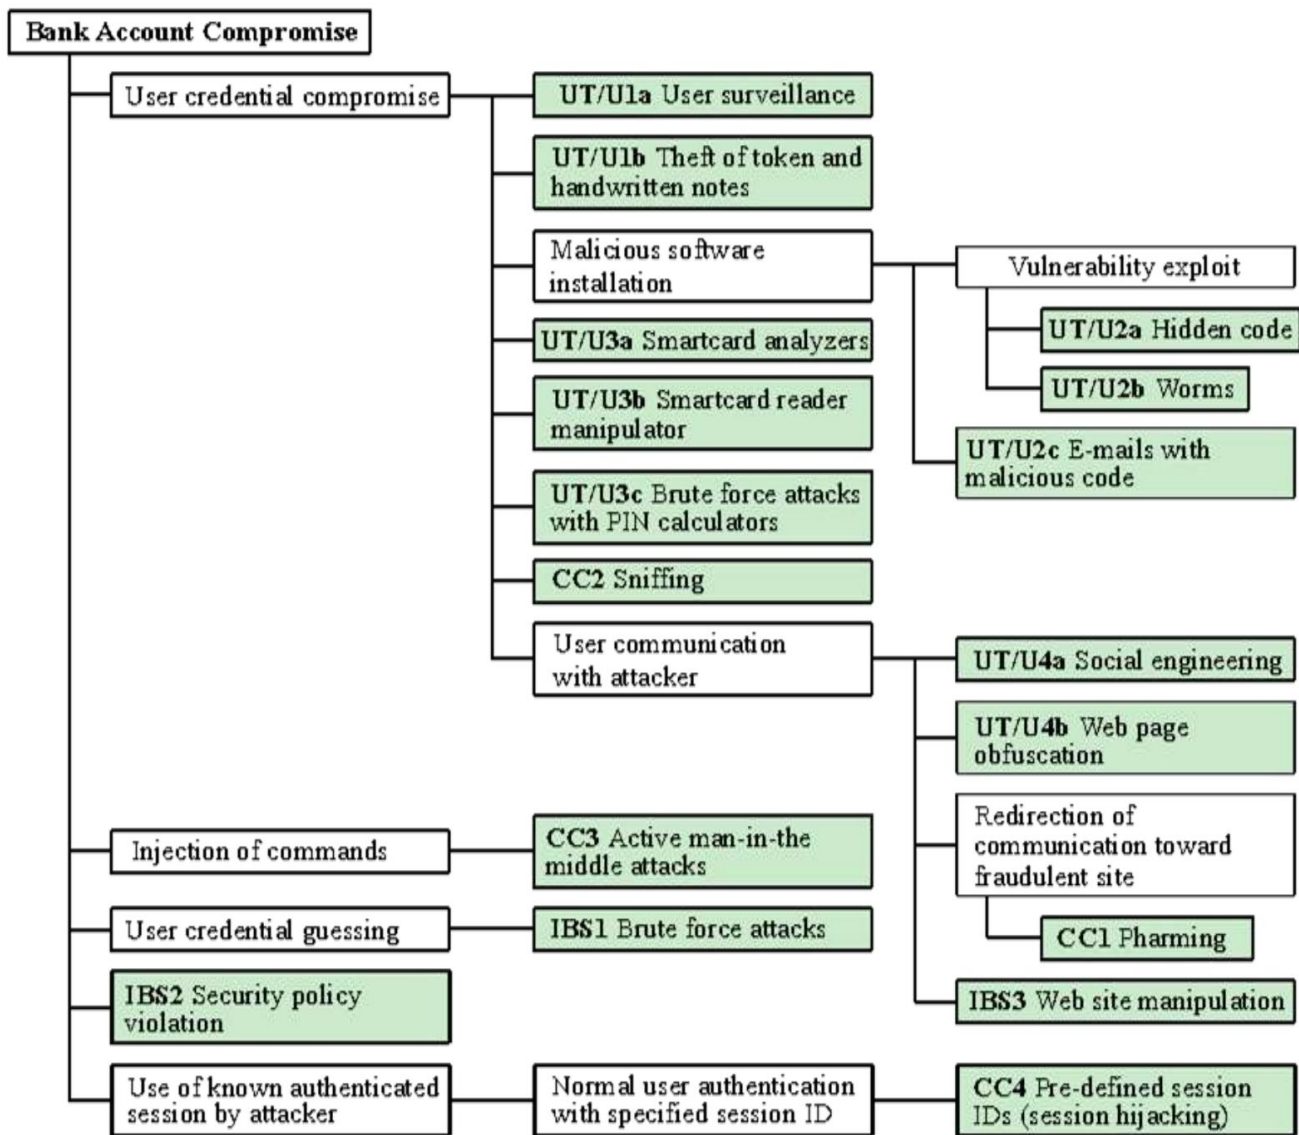 Bank Account Compromise
User credential compromise
UT/U1a User surveillance
UT/U1b Theft of token and
handwritten notes
Malicious software
installation
Vulnerability exploit
UT/U2a Hidden code
UT/U2b Worms
UT/U2c E-mails with
malicious code
UT/U3a Smartcard analyzers
UT/U3b Smartcard reader
manipulator
UT/U3c Brute force attacks
with PIN calculators
CC2 Sniffing
User communication
with attacker
UT/U4a Social engineering
UT/U4b Web page
obfuscation
Redirection of
communication toward
fraudulent site
CC1 Pharming
IBS3 Web site manipulation
Injection of commands
CC3 Active man-in-the
middle attacks
User credential guessing
IBS1 Brute force attacks
IBS2 Security policy
violation
Use of known authenticated
session by attacker
Normal user authentication
with specified session ID
CC4 Pre-defined session
IDs (session hijacking)